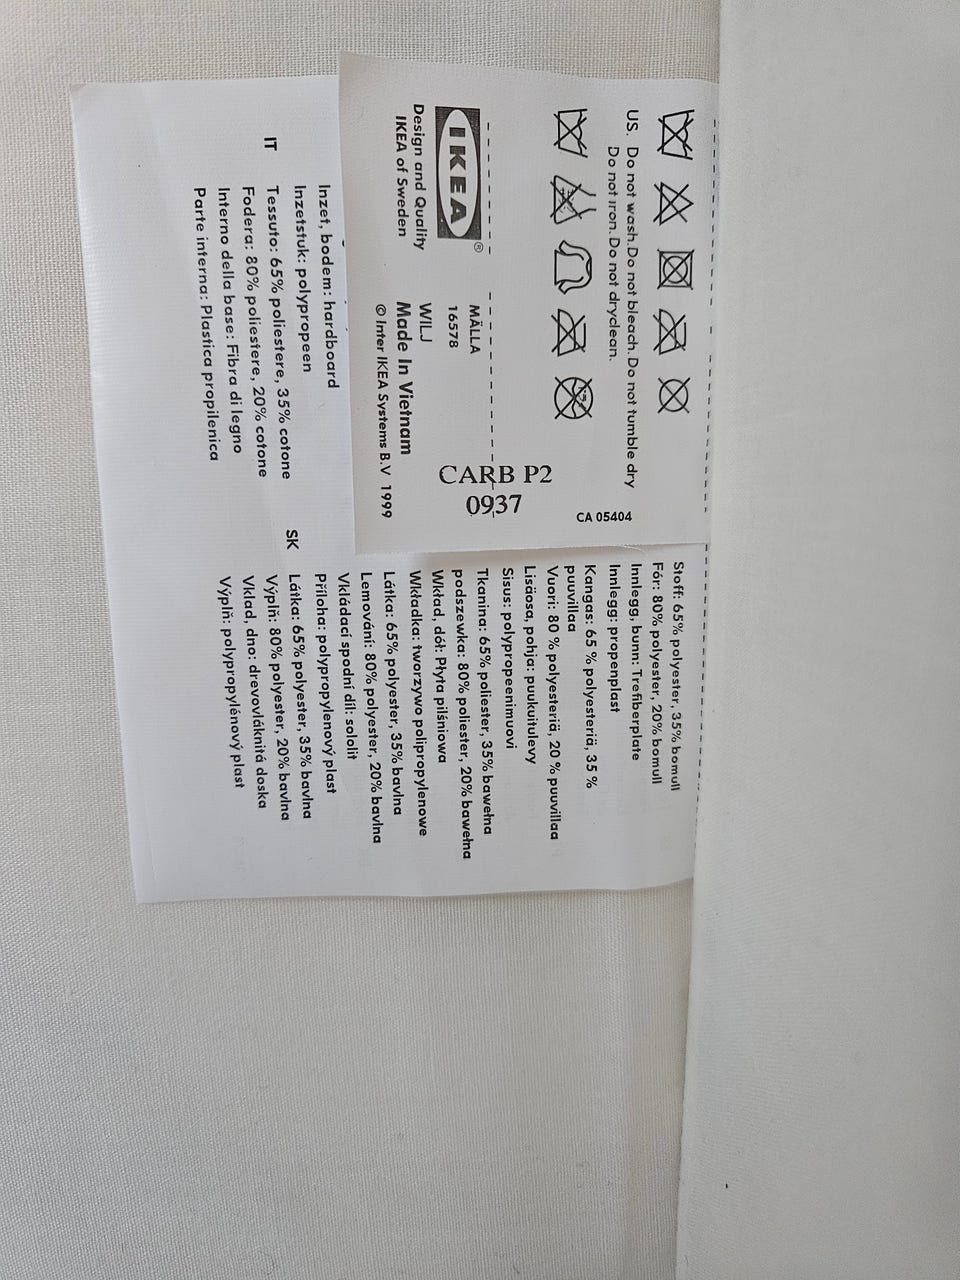 US. Do not wash. Do not bleach. Do not tumble dry
Do not iron. Do not dryclean.
CA 05404
CARB P2
0937
IKEA®
Design and Quality
IKEA of Sweden
MÄLLA
16578
WILJ
Made In Vietnam
© Inter IKEA Systems B.V 1999
Inzet, bodem: hardboard
Inzetstuk: polypropeen
IT
Tessuto: 65% poliestere, 35% cotone
Fodera: 80% poliestere, 20% cotone
Interno della base: Fibra di legno
Parte interna: Plastica propilenica
Stoff: 65% polyester, 35% bomull
Fór: 80% polyester, 20% bomull
Innlegg, bunn: Trefiberplate
Innlegg: propenplast
Kangas: 65 % polyesteriä, 35 %
puuvillaa
Vuori: 80 % polyesteriä, 20 % puuvillaa
Lisäosa, pohja: puukuitulevy
Sisus: polypropeenimuovi
Tkanina: 65% poliester, 35% bawełna
podszewka: 80% poliester, 20% bawełna
Wkład, dół: Płyta pilśniowa
Wkładka: tworzywo polipropylenowe
Látka: 65% polyester, 35% bavlna
Lemování: 80% polyester, 20% bavlna
Vkládací spodní díl: sololit
Příloha: polypropylenový plast
SK
Látka: 65% polyester, 35% bavlna
Výplň: 80% polyester, 20% bavlna
Vklad, dno: drevovláknitá doska
Výplň: polypropylénový plast